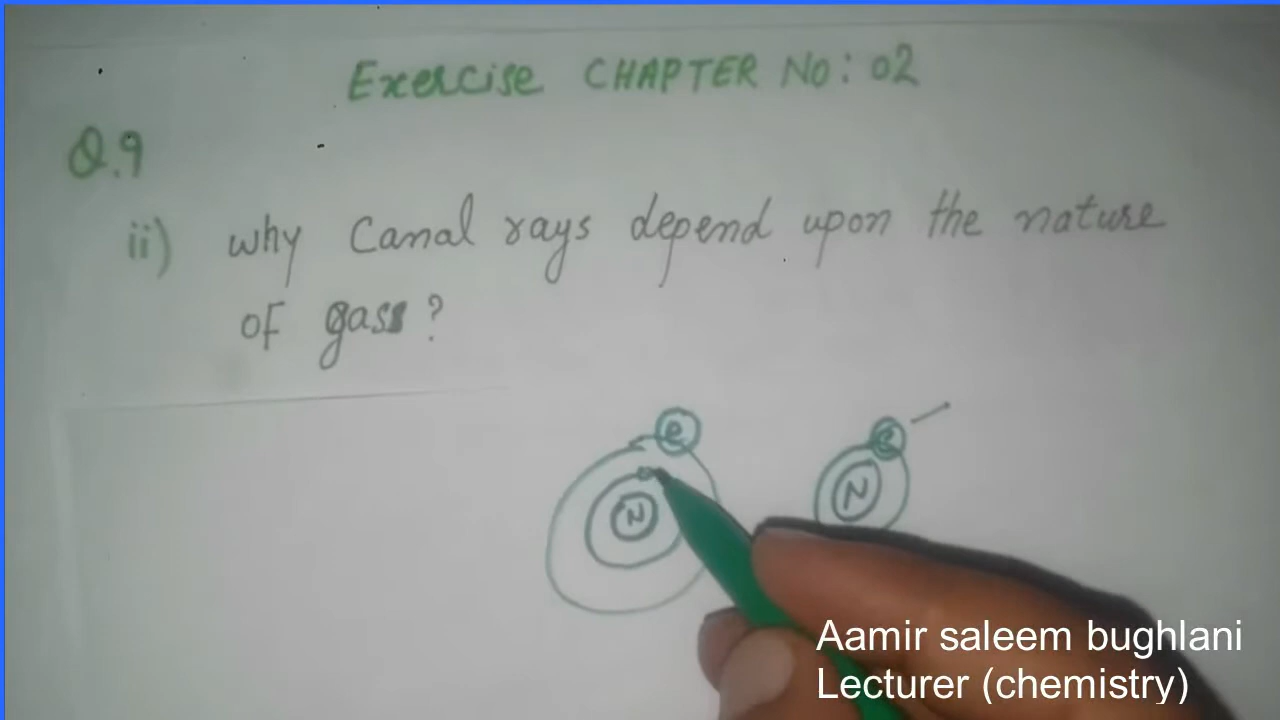 Exercise CHAPTER No: 02
Q.9
ii) why Canal rays depend upon the nature
of gas?
e
e
N
N
Aamir saleem bughlani
Lecturer (chemistry)